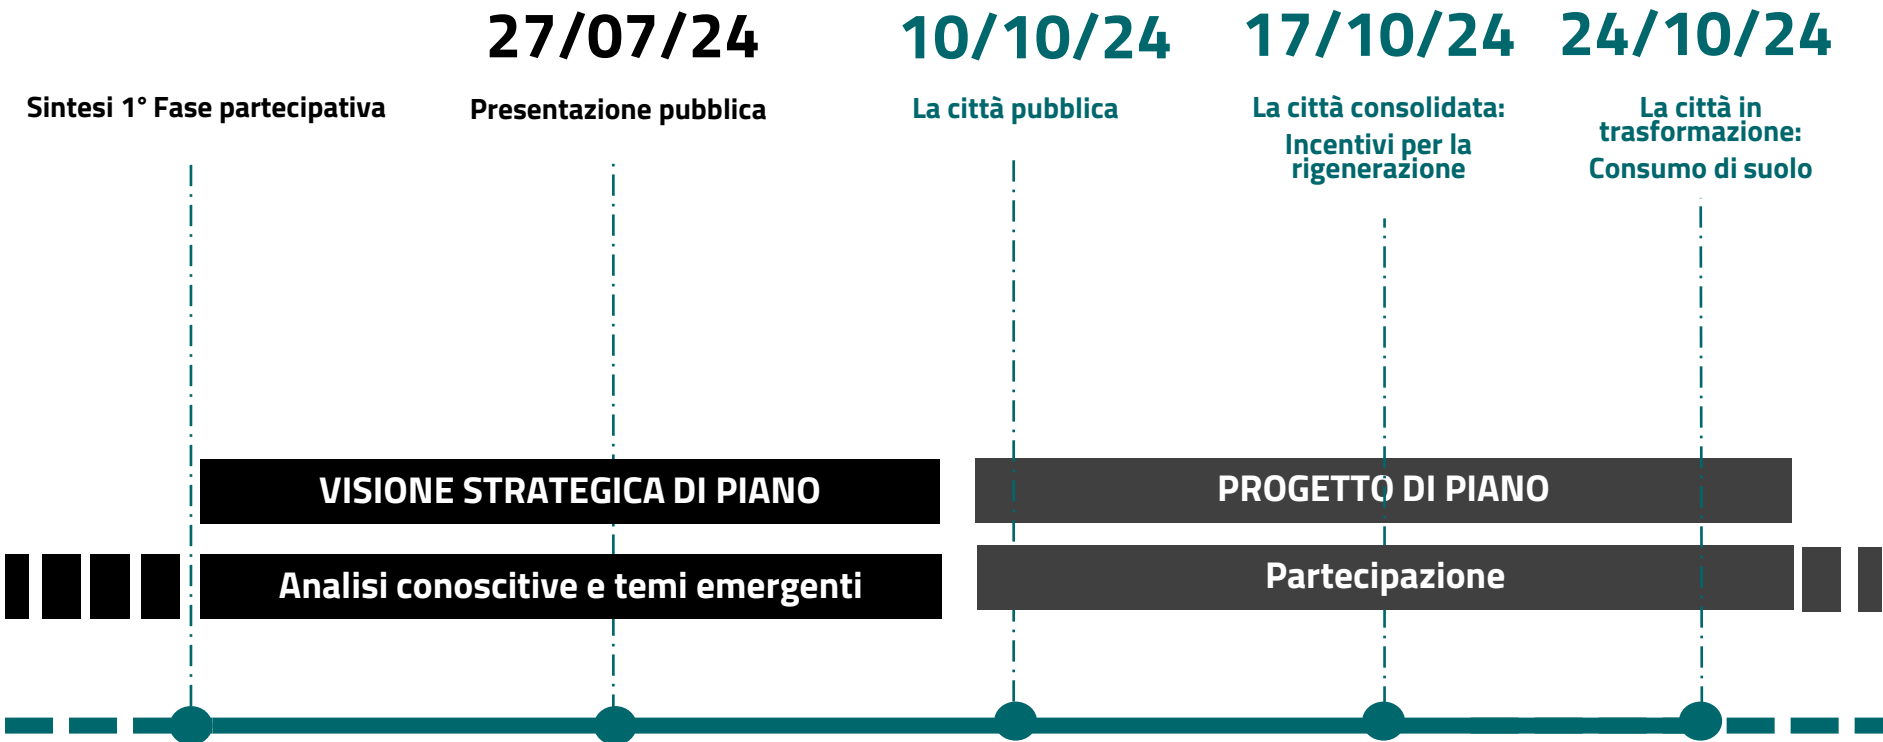 27/07/24
10/10/24
17/10/24
24/10/24
Sintesi 1° Fase partecipativa
Presentazione pubblica
La città pubblica
La città consolidata:
Incentivi per la
rigenerazione
La città in
trasformazione:
Consumo di suolo
VISIONE STRATEGICA DI PIANO
PROGETTO DI PIANO
Analisi conoscitive e temi emergenti
Partecipazione